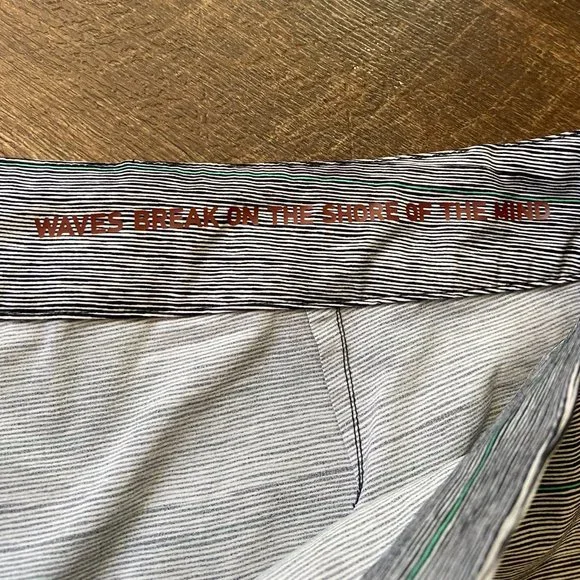 WAVES BREAK ON THE SHORE OF THE MIND